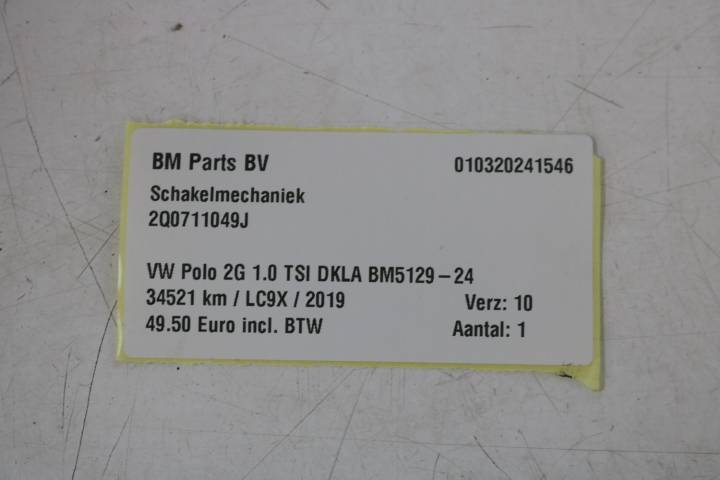 BM Parts BV 010320241546
Schakelmechaniek
2Q0711049J
VW Polo 2G 1.0 TSI DKLA BM5129-24
34521 km / LC9X / 2019 Verz: 10
49.50 Euro incl. BTW Aantal: 1